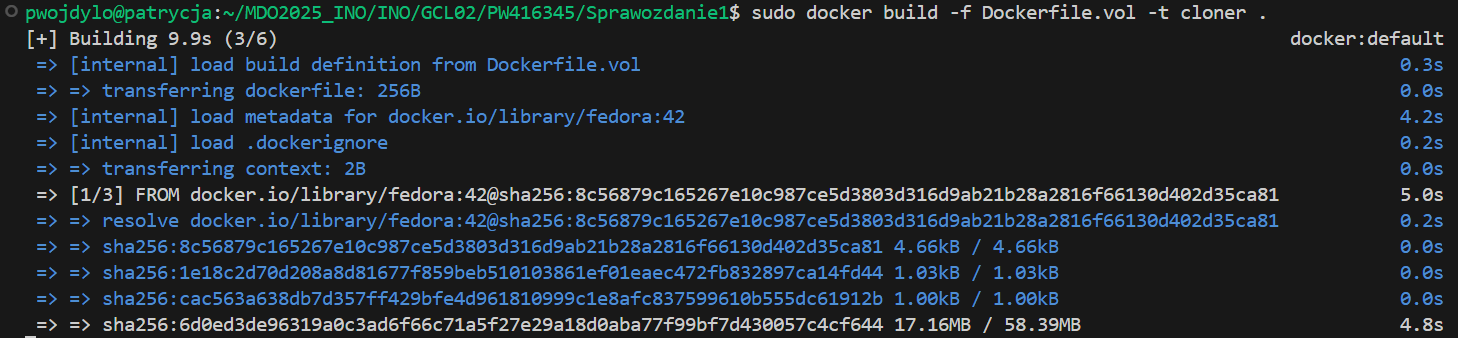 pwojdylo@patrycja:~/MDO2025_INO/INO/GCL02/PW416345/Sprawozdanie1$ sudo docker build -f Dockerfile.vol -t cloner .
[+] Building 9.9s (3/6) docker:default
=> [internal] load build definition from Dockerfile.vol 0.3s
=> => transferring dockerfile: 256B 0.0s
=> [internal] load metadata for docker.io/library/fedora:42 4.2s
=> [internal] load .dockerignore 0.2s
=> => transferring context: 2B 0.0s
=> [1/3] FROM docker.io/library/fedora:42@sha256:8c56879c165267e10c987ce5d3803d316d9ab21b28a2816f66130d402d35ca81 5.0s
=> => resolve docker.io/library/fedora:42@sha256:8c56879c165267e10c987ce5d3803d316d9ab21b28a2816f66130d402d35ca81 0.2s
=> => sha256:8c56879c165267e10c987ce5d3803d316d9ab21b28a2816f66130d402d35ca81 4.66kB / 4.66kB 0.0s
=> => sha256:1e18c2d70d208a8d81677f859beb510103861ef01eaec472fb832897ca14fd44 1.03kB / 1.03kB 0.0s
=> => sha256:cac563a638db7d357ff429bfe4d961810999c1e8afc837599610b555dc61912b 1.00kB / 1.00kB 0.0s
=> => sha256:6d0ed3de96319a0c3ad6f66c71a5f27e29a18d0aba77f99bf7d430057c4cf644 17.16MB / 58.39MB 4.8s